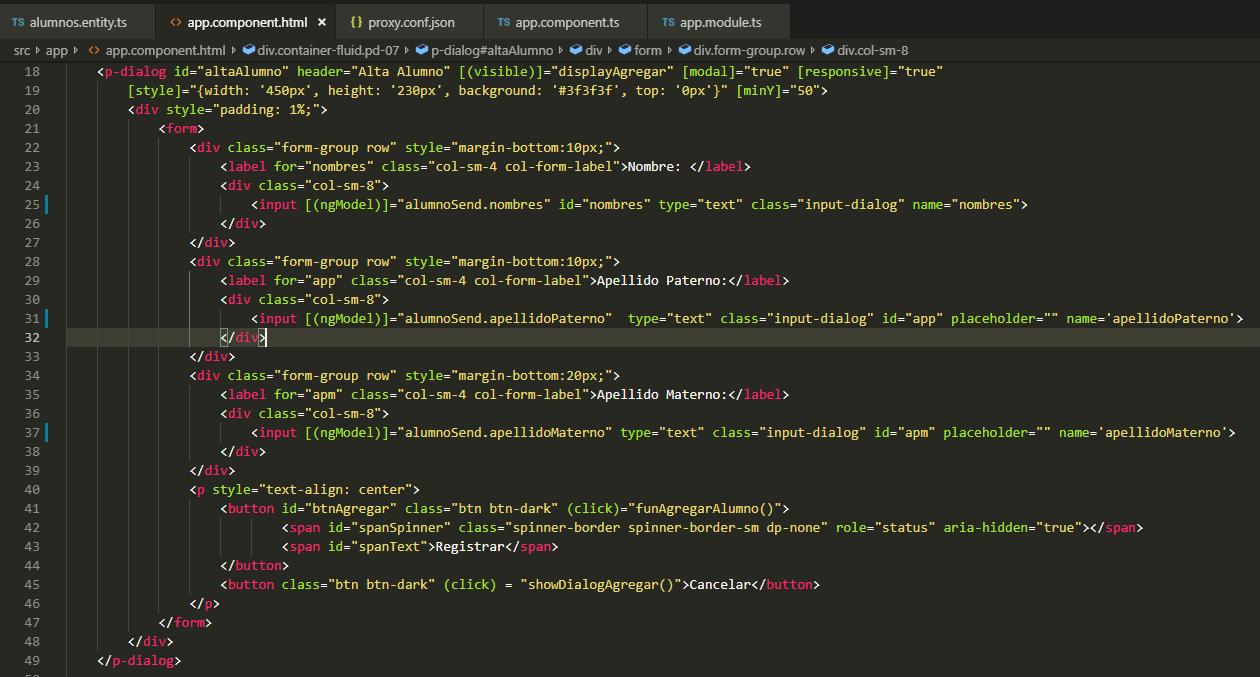 alumnos.entity.ts app.component.html × {} proxy.conf.json TS app.component.ts TS app.module.ts
src app app.component.html div.container-fluid.pd-07 p-dialog#altaAlumno div form div.form-group.row div.col-sm-8
18 <p-dialog id="altaAlumno" header="Alta Alumno" [(visible)]="displayAgregar" [modal]="true" [responsive]="true"
19 [style]="{width: '450px', height: '230px', background: '#3f3f3f', top: '0px'}" [minY]="50">
20 <div style="padding: 1%;">
21 <form>
22 <div class="form-group row" style="margin-bottom:10px;">
23 <label for="nombres" class="col-sm-4 col-form-label">Nombre: </label>
24 <div class="col-sm-8">
25 <input [(ngModel)]="alumnoSend.nombres" id="nombres" type="text" class="input-dialog" name="nombres">
26 </div>
27 </div>
28 <div class="form-group row" style="margin-bottom:10px;">
29 <label for="app" class="col-sm-4 col-form-label">Apellido Paterno:</label>
30 <div class="col-sm-8">
31 <input [(ngModel)]="alumnoSend.apellidoPaterno"  type="text" class="input-dialog" id="app" placeholder="" name='apellidoPaterno'>
32 </div>
33 </div>
34 <div class="form-group row" style="margin-bottom:20px;">
35 <label for="apm" class="col-sm-4 col-form-label">Apellido Materno:</label>
36 <div class="col-sm-8">
37 <input [(ngModel)]="alumnoSend.apellidoMaterno" type="text" class="input-dialog" id="apm" placeholder="" name='apellidoMaterno'>
38 </div>
39 </div>
40 <p style="text-align: center">
41 <button id="btnAgregar" class="btn btn-dark" (click)="funAgregarAlumno()">
42 <span id="spanSpinner" class="spinner-border spinner-border-sm dp-none" role="status" aria-hidden="true"></span>
43 <span id="spanText">Registrar</span>
44 </button>
45 <button class="btn btn-dark" (click) = "showDialogAgregar()">Cancelar</button>
46 </p>
47 </form>
48 </div>
49 </p-dialog>